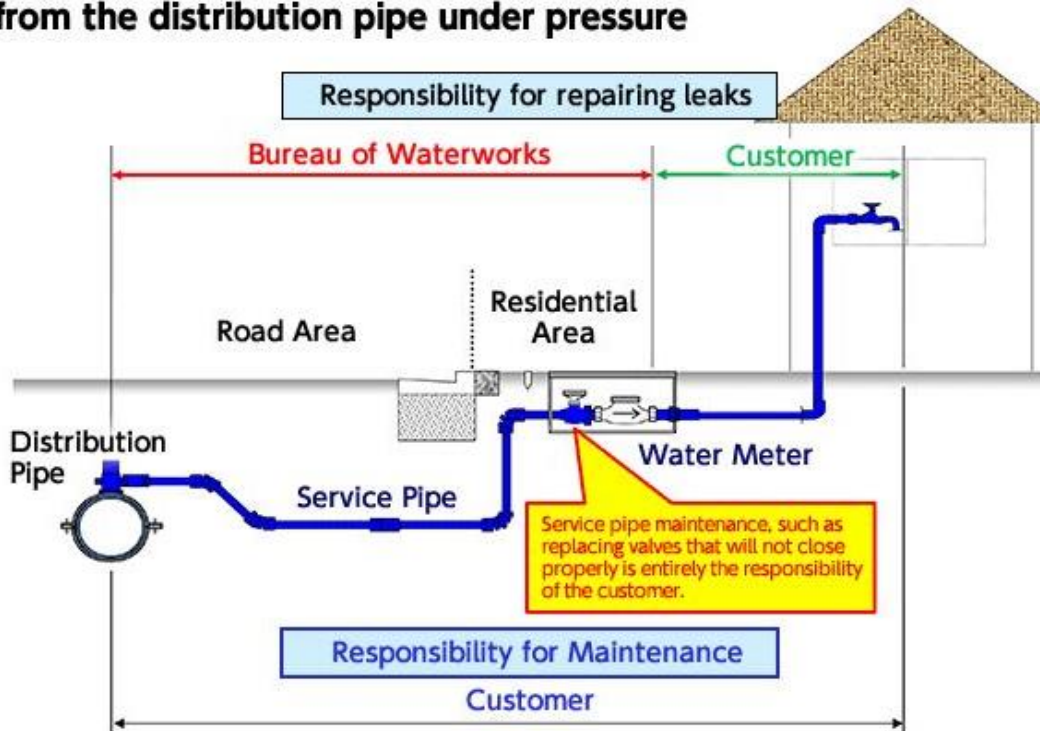 from the distribution pipe under pressure
Responsibility for repairing leaks
Bureau of Waterworks
Customer
Road Area
Residential
Area
Distribution
Pipe
Service Pipe
Water Meter
Service pipe maintenance, such as
replacing valves that will not close
properly is entirely the responsibility
of the customer.
Responsibility for Maintenance
Customer